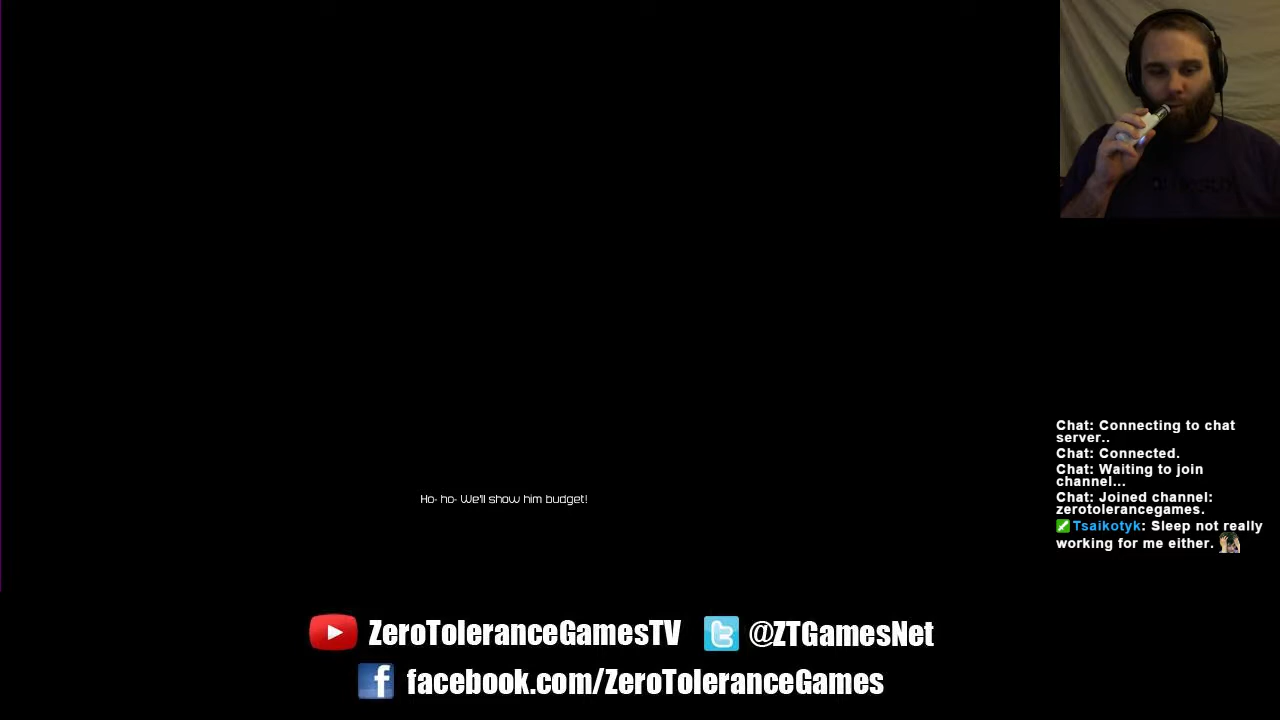 Chat: Connecting to chat
server..
Chat: Connected.
Chat: Waiting to join
channel...
Chat: Joined channel:
zerotolerancegames.
Tsaikotyk: Sleep not really
working for me either.
Ho- ho- We'll show him budget!
ZeroToleranceGamesTV @ZTGamesNet
facebook.com/ZeroToleranceGames